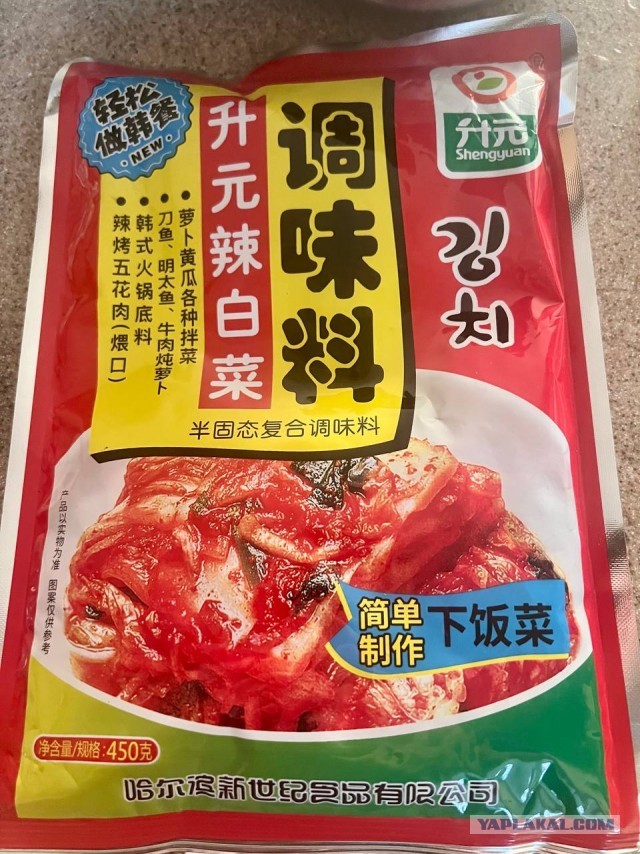 轻松
做韩餐
NEW
升元
Shengyuan
®
调味料
升元辣白菜
●萝卜黄瓜各种拌菜
●刀鱼、明太鱼、牛肉炖萝卜
●韩式火锅底料
●辣烤五花肉(煨口)
半固态复合调味料
김치
产品以实物为准 图案仅供参考
简单
制作
下饭菜
净含量/规格:450克
哈尔滨新世纪食品有限公司
YAPLAKAL.COM